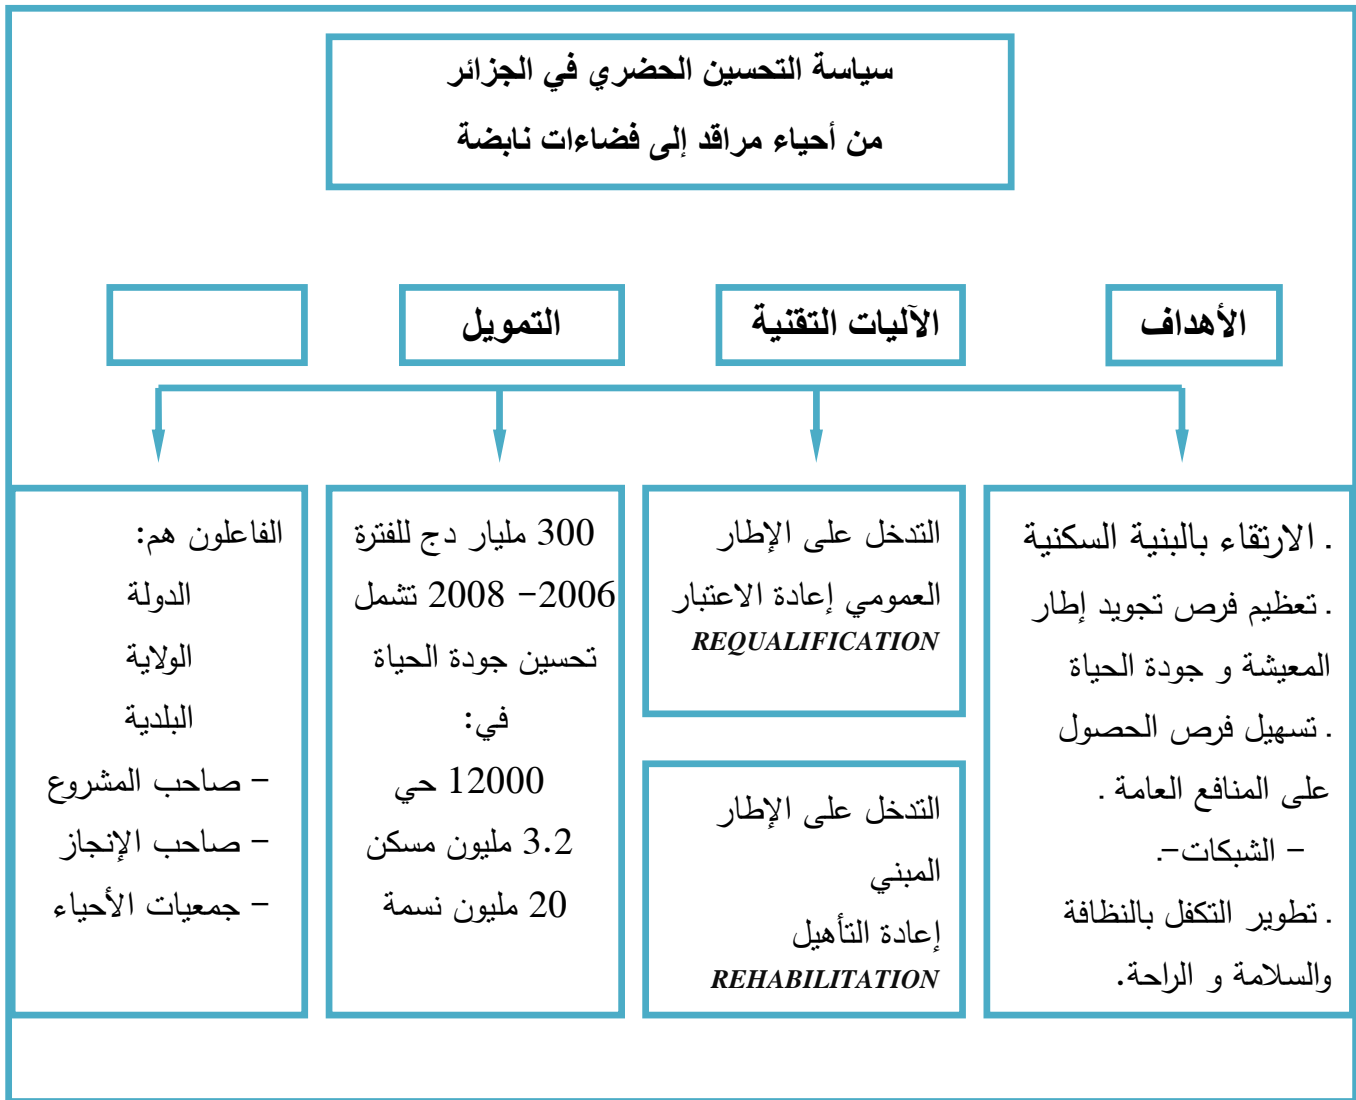 سياسة التحسين الحضري في الجزائر
من أحياء مراقد إلى فضاءات نابضة
الأهداف
الآليات التقنية
التمويل
. الارتقاء بالبنية السكنية
. تعظيم فرص تجويد إطار
المعيشة و جودة الحياة
. تسهيل فرص الحصول
على المنافع العامة .
– الشبكات–.
. تطوير التكفل بالنظافة
والسلامة و الراحة.
التدخل على الإطار
العمومي إعادة الاعتبار
REQUALIFICATION
التدخل على الإطار
المبني
إعادة التأهيل
REHABILITATION
300 مليار دج للفترة
2006– 2008 تشمل
تحسين جودة الحياة
في:
12000 حي
3.2 مليون مسكن
20 مليون نسمة
الفاعلون هم:
الدولة
الولاية
البلدية
– صاحب المشروع
– صاحب الإنجاز
– جمعيات الأحياء